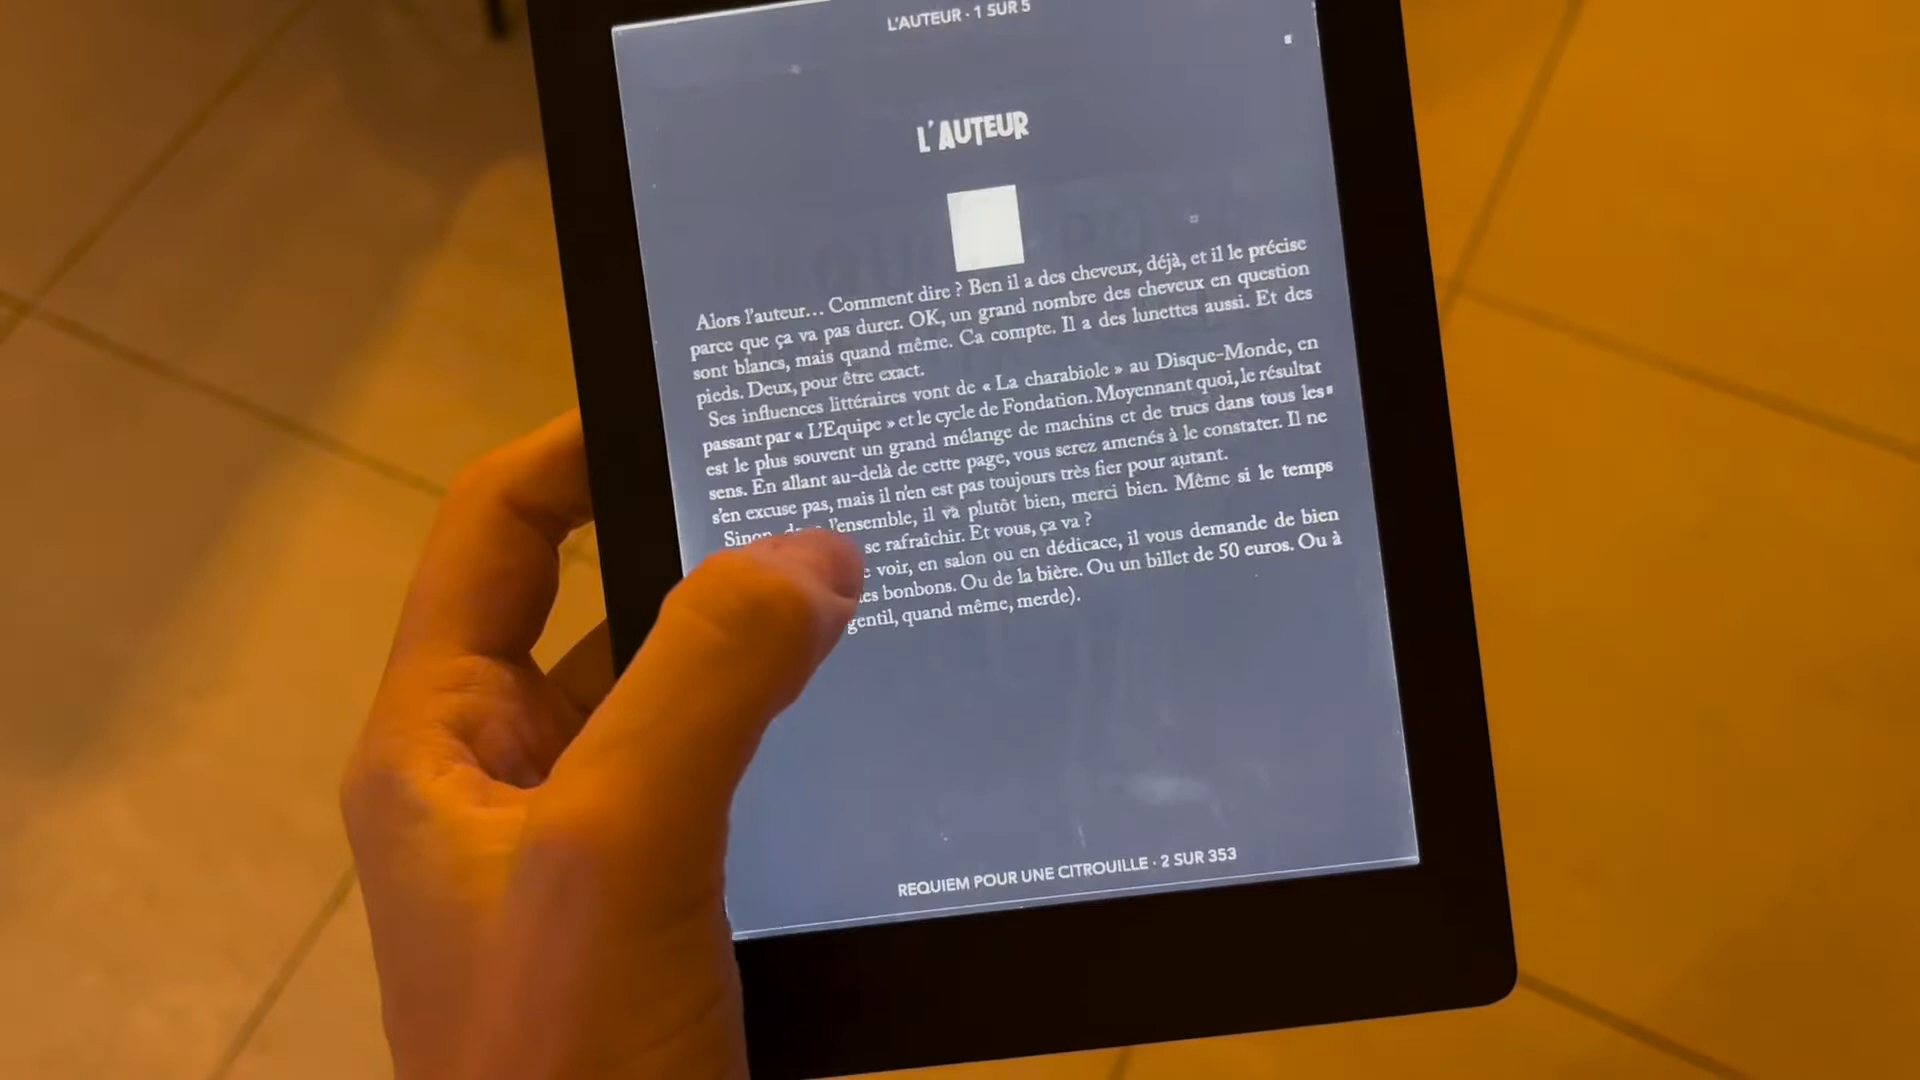 L'AUTEUR · 1 SUR 5
L'AUTEUR
Alors l'auteur… Comment dire ? Ben il a des cheveux, déjà, et il le précise
parce que ça va pas durer. OK, un grand nombre des cheveux en question
sont blancs, mais quand même. Ca compte. Il a des lunettes aussi. Et des
pieds. Deux, pour être exact.
Ses influences littéraires vont de « La charabiole » au Disque-Monde, en
passant par « L'Equipe » et le cycle de Fondation. Moyennant quoi, le résultat
est le plus souvent un grand mélange de machins et de trucs dans tous les
sens. En allant au-delà de cette page, vous serez amenés à le constater. Il ne
s'en excuse pas, mais il n'en est pas toujours très fier pour autant.
Sinon, dans l'ensemble, il va plutôt bien, merci bien. Même si le temps
se rafraîchir. Et vous, ça va ?
voir, en salon ou en dédicace, il vous demande de bien
bonbons. Ou de la bière. Ou un billet de 50 euros. Ou à
gentil, quand même, merde).
REQUIEM POUR UNE CITROUILLE · 2 SUR 353